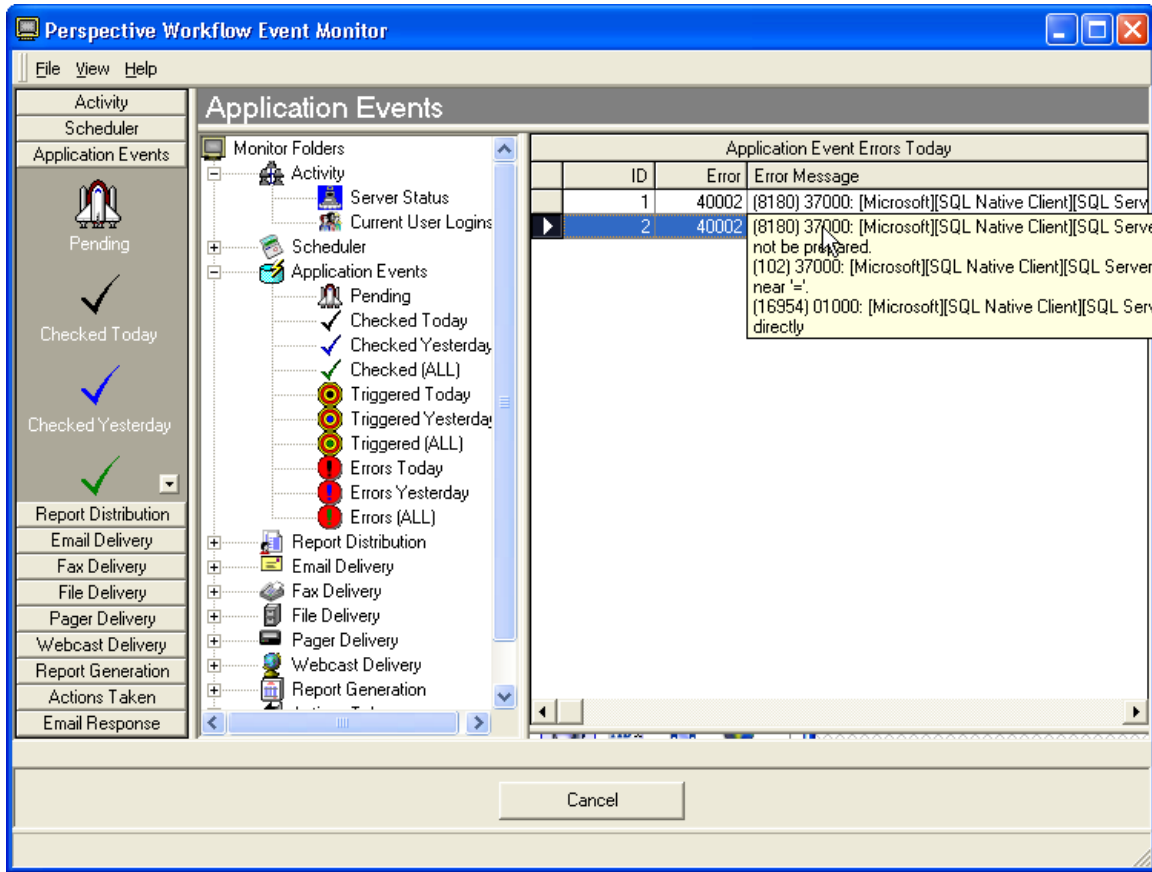 Perspective Workflow Event Monitor
File View Help
Activity
Scheduler
Application Events
Pending
Checked Today
Checked Yesterday
Report Distribution
Email Delivery
Fax Delivery
File Delivery
Pager Delivery
Webcast Delivery
Report Generation
Actions Taken
Email Response
Application Events
Monitor Folders
Activity
Server Status
Current User Logins
Scheduler
Application Events
Pending
Checked Today
Checked Yesterday
Checked (ALL)
Triggered Today
Triggered Yesterday
Triggered (ALL)
Errors Today
Errors Yesterday
Errors (ALL)
Report Distribution
Email Delivery
Fax Delivery
File Delivery
Pager Delivery
Webcast Delivery
Report Generation
Application Event Errors Today
ID Error Error Message
1 40002 (8180) 37000: [Microsoft][SQL Native Client][SQL Serv
2 40002 (8180) 37000: [Microsoft][SQL Native Client][SQL Serve
not be prepared.
(102) 37000: [Microsoft][SQL Native Client][SQL Server
near '='.
(16954) 01000: [Microsoft][SQL Native Client][SQL Serv
directly
Cancel